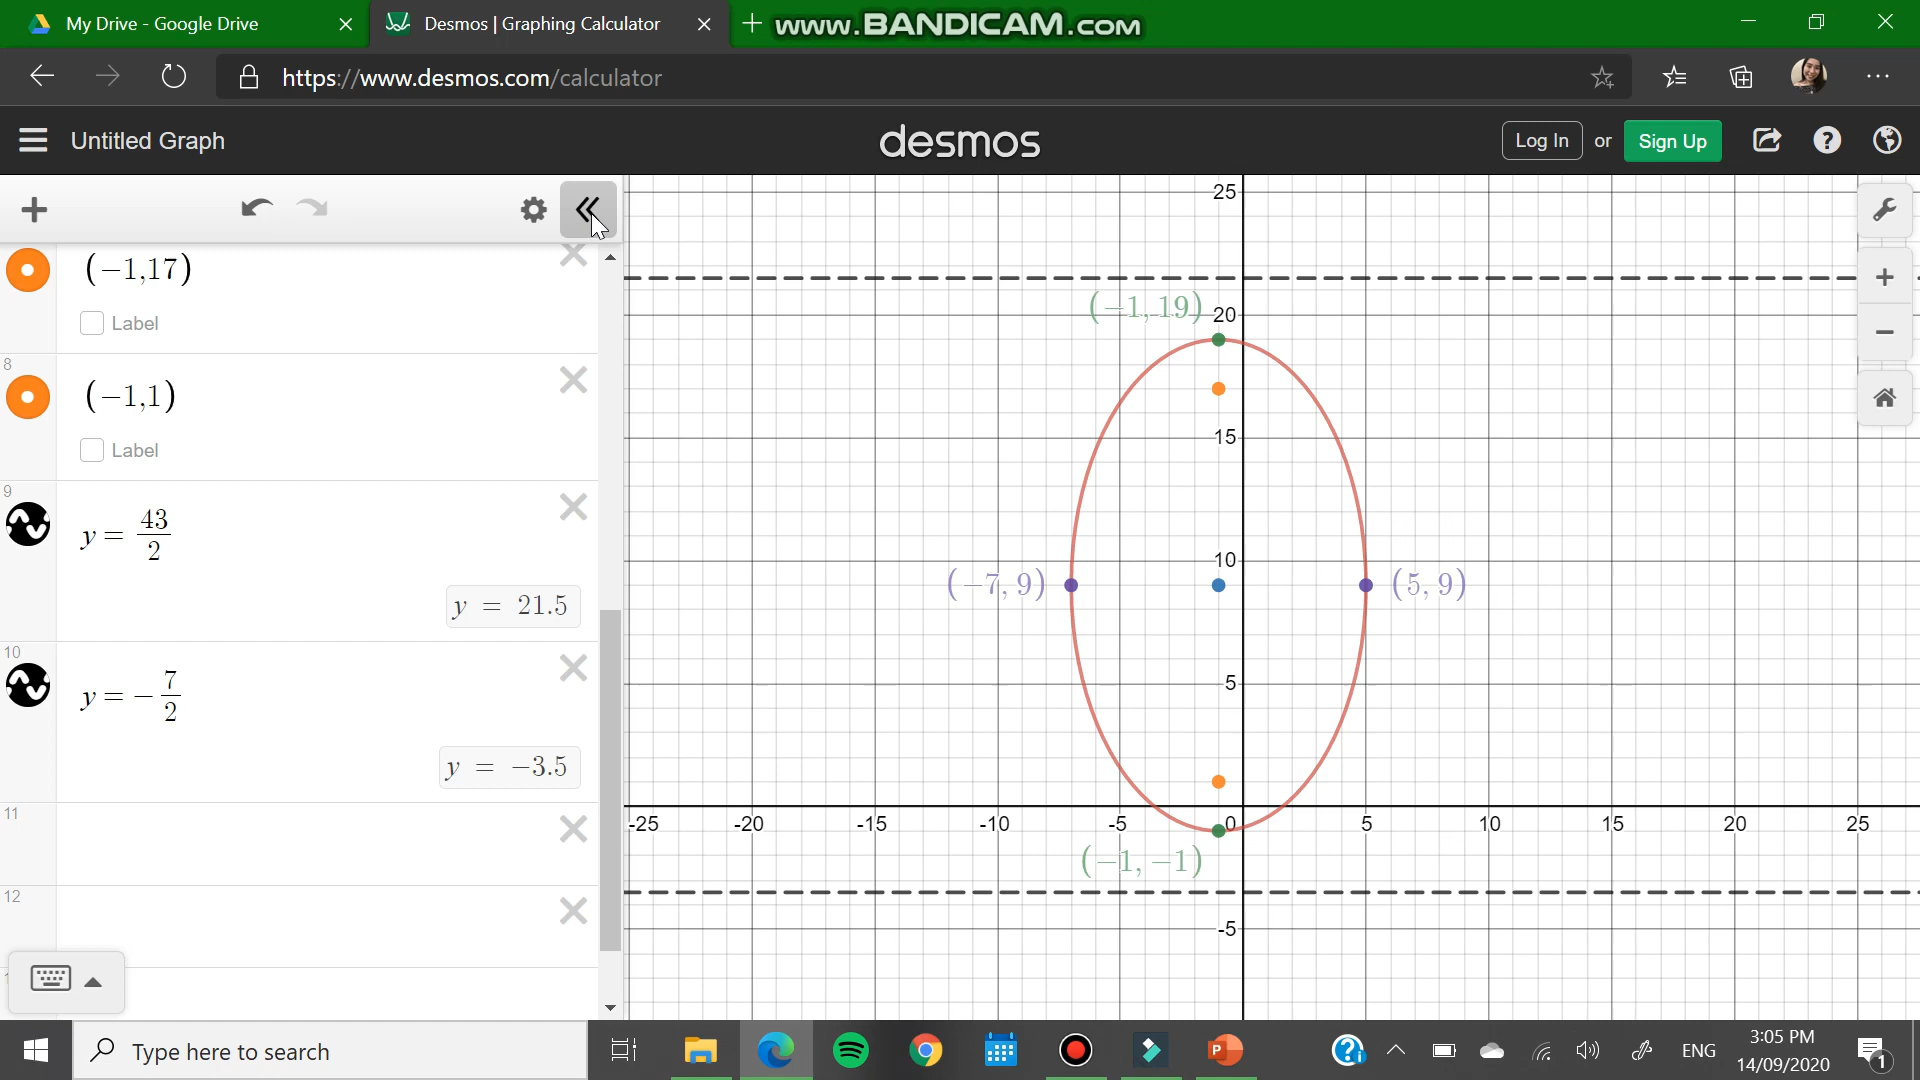 My Drive - Google Drive
Desmos | Graphing Calculator
www.BANDICAM.com
https://www.desmos.com/calculator
Untitled Graph
desmos
Log In or Sign Up
(−1,17)
Label
8
(−1,1)
Label
9
y = 43/2
y = 21.5
10
y = − 7/2
y = −3.5
11
12
25
(−1, 19)
20
15
10
(−7, 9)
(5, 9)
5
-25 -20 -15 -10 -5 0 5 10 15 20 25
(−1, −1)
-5
Type here to search
ENG
3:05 PM
14/09/2020
1